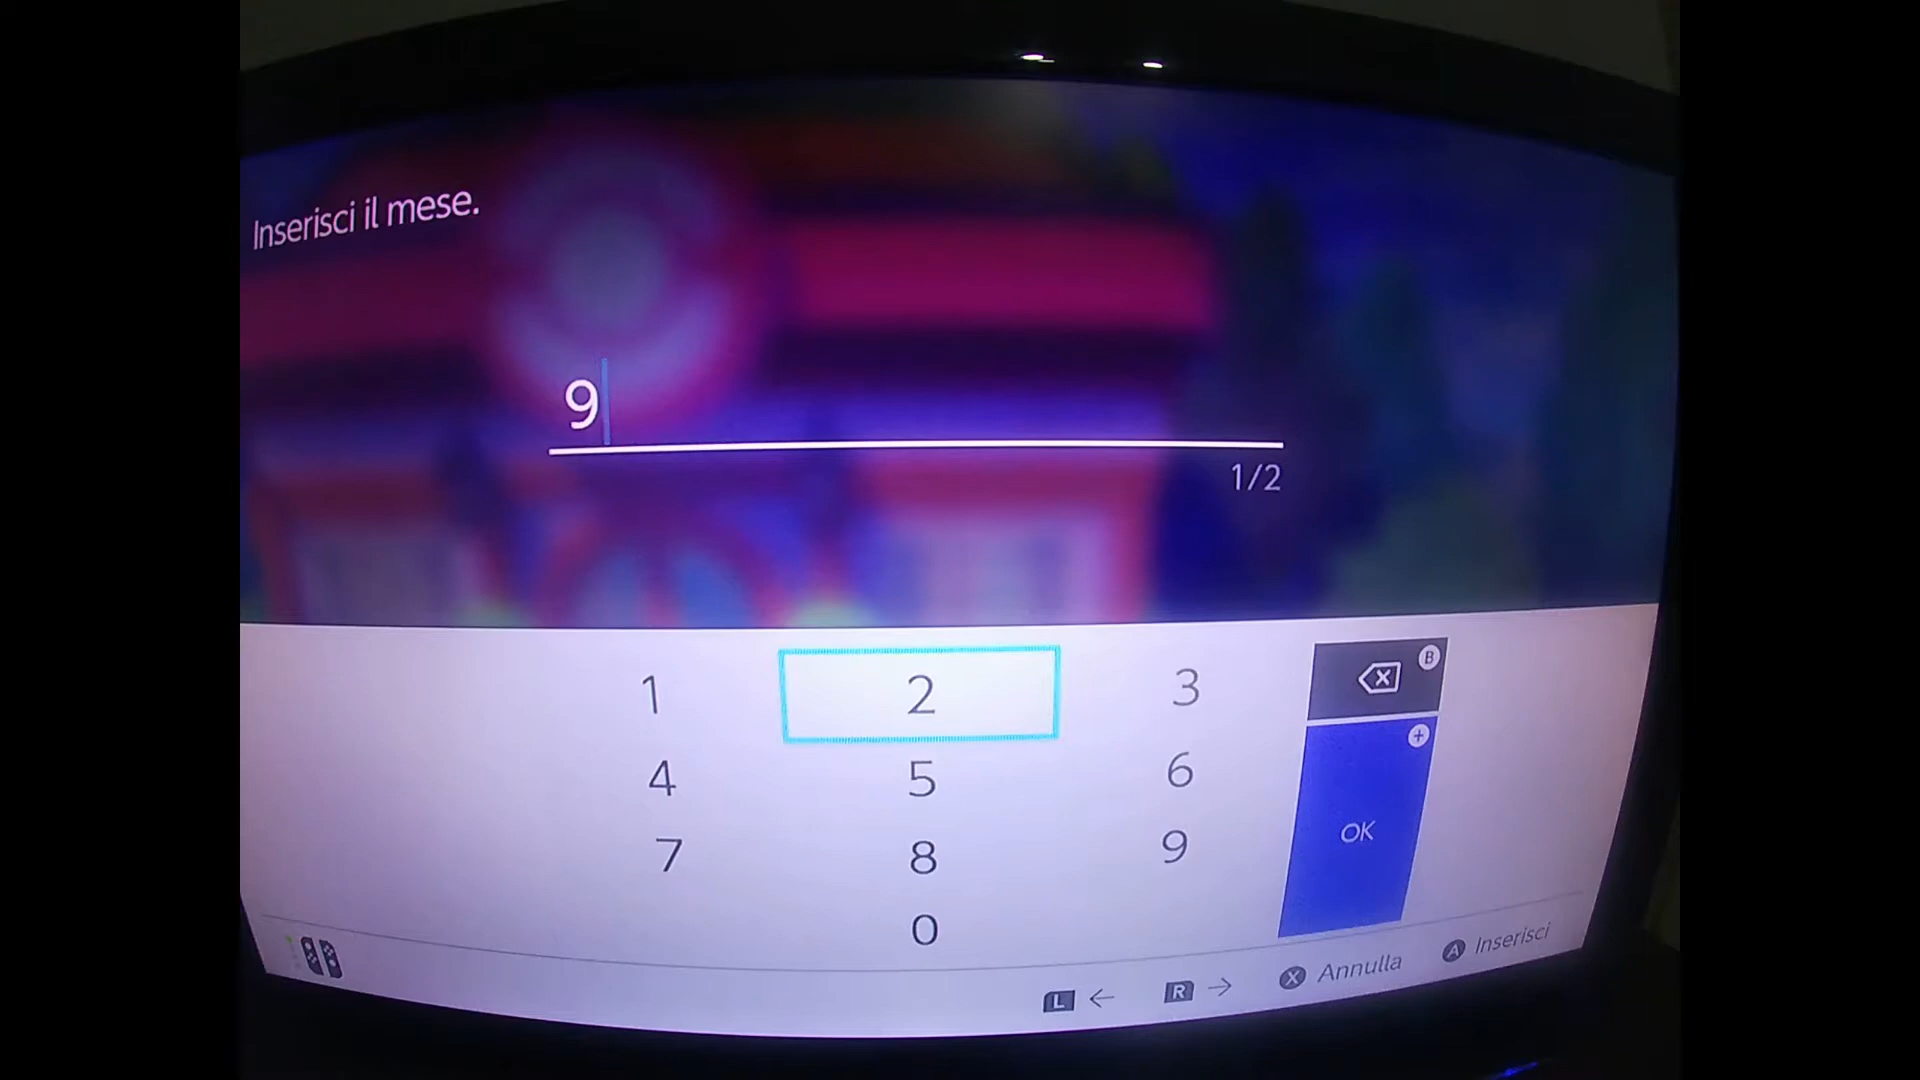 Inserisci il mese.
9
1/2
1 2 3
B
4 5 6
+
7 8 9
OK
0
L ← R → X Annulla A Inserisci